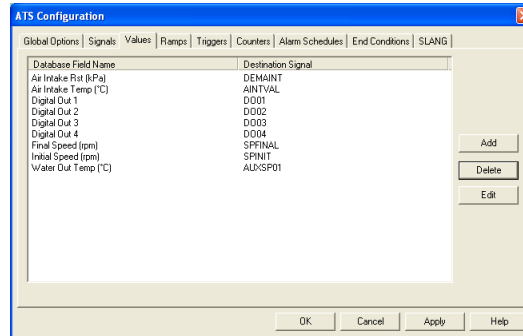 ATS Configuration
Global Options Signals Values Ramps Triggers Counters Alarm Schedules End Conditions SLANG
Database Field Name Destination Signal
Air Intake Rst (kPa) DEMAINT
Air Intake Temp (°C) AINTVAL
Digital Out 1 DO01
Digital Out 2 DO02
Digital Out 3 DO03
Digital Out 4 DO04
Final Speed (rpm) SPFINAL
Initial Speed (rpm) SPINIT
Water Out Temp (°C) AUXSP01
Add
Delete
Edit
OK Cancel Apply Help